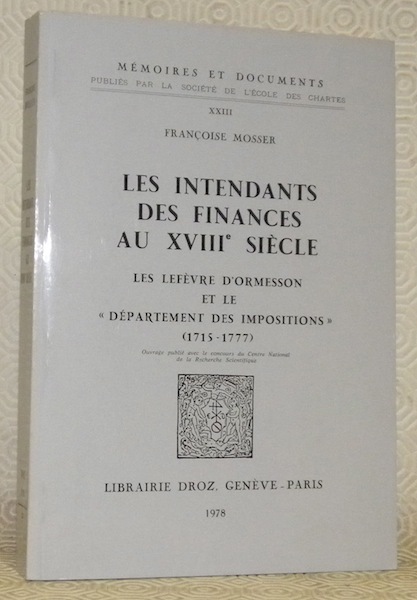 MÉMOIRES ET DOCUMENTS
PUBLIÉS PAR LA SOCIÉTÉ DE L'ÉCOLE DES CHARTES
XXIII
FRANÇOISE MOSSER
LES INTENDANTS
DES FINANCES
AU XVIIIe SIÈCLE
LES LEFÈVRE D'ORMESSON
ET LE
« DÉPARTEMENT DES IMPOSITIONS »
(1715-1777)
Ouvrage publié avec le concours du Centre National
de la Recherche Scientifique
LIBRAIRIE DROZ, GENÈVE - PARIS
1978